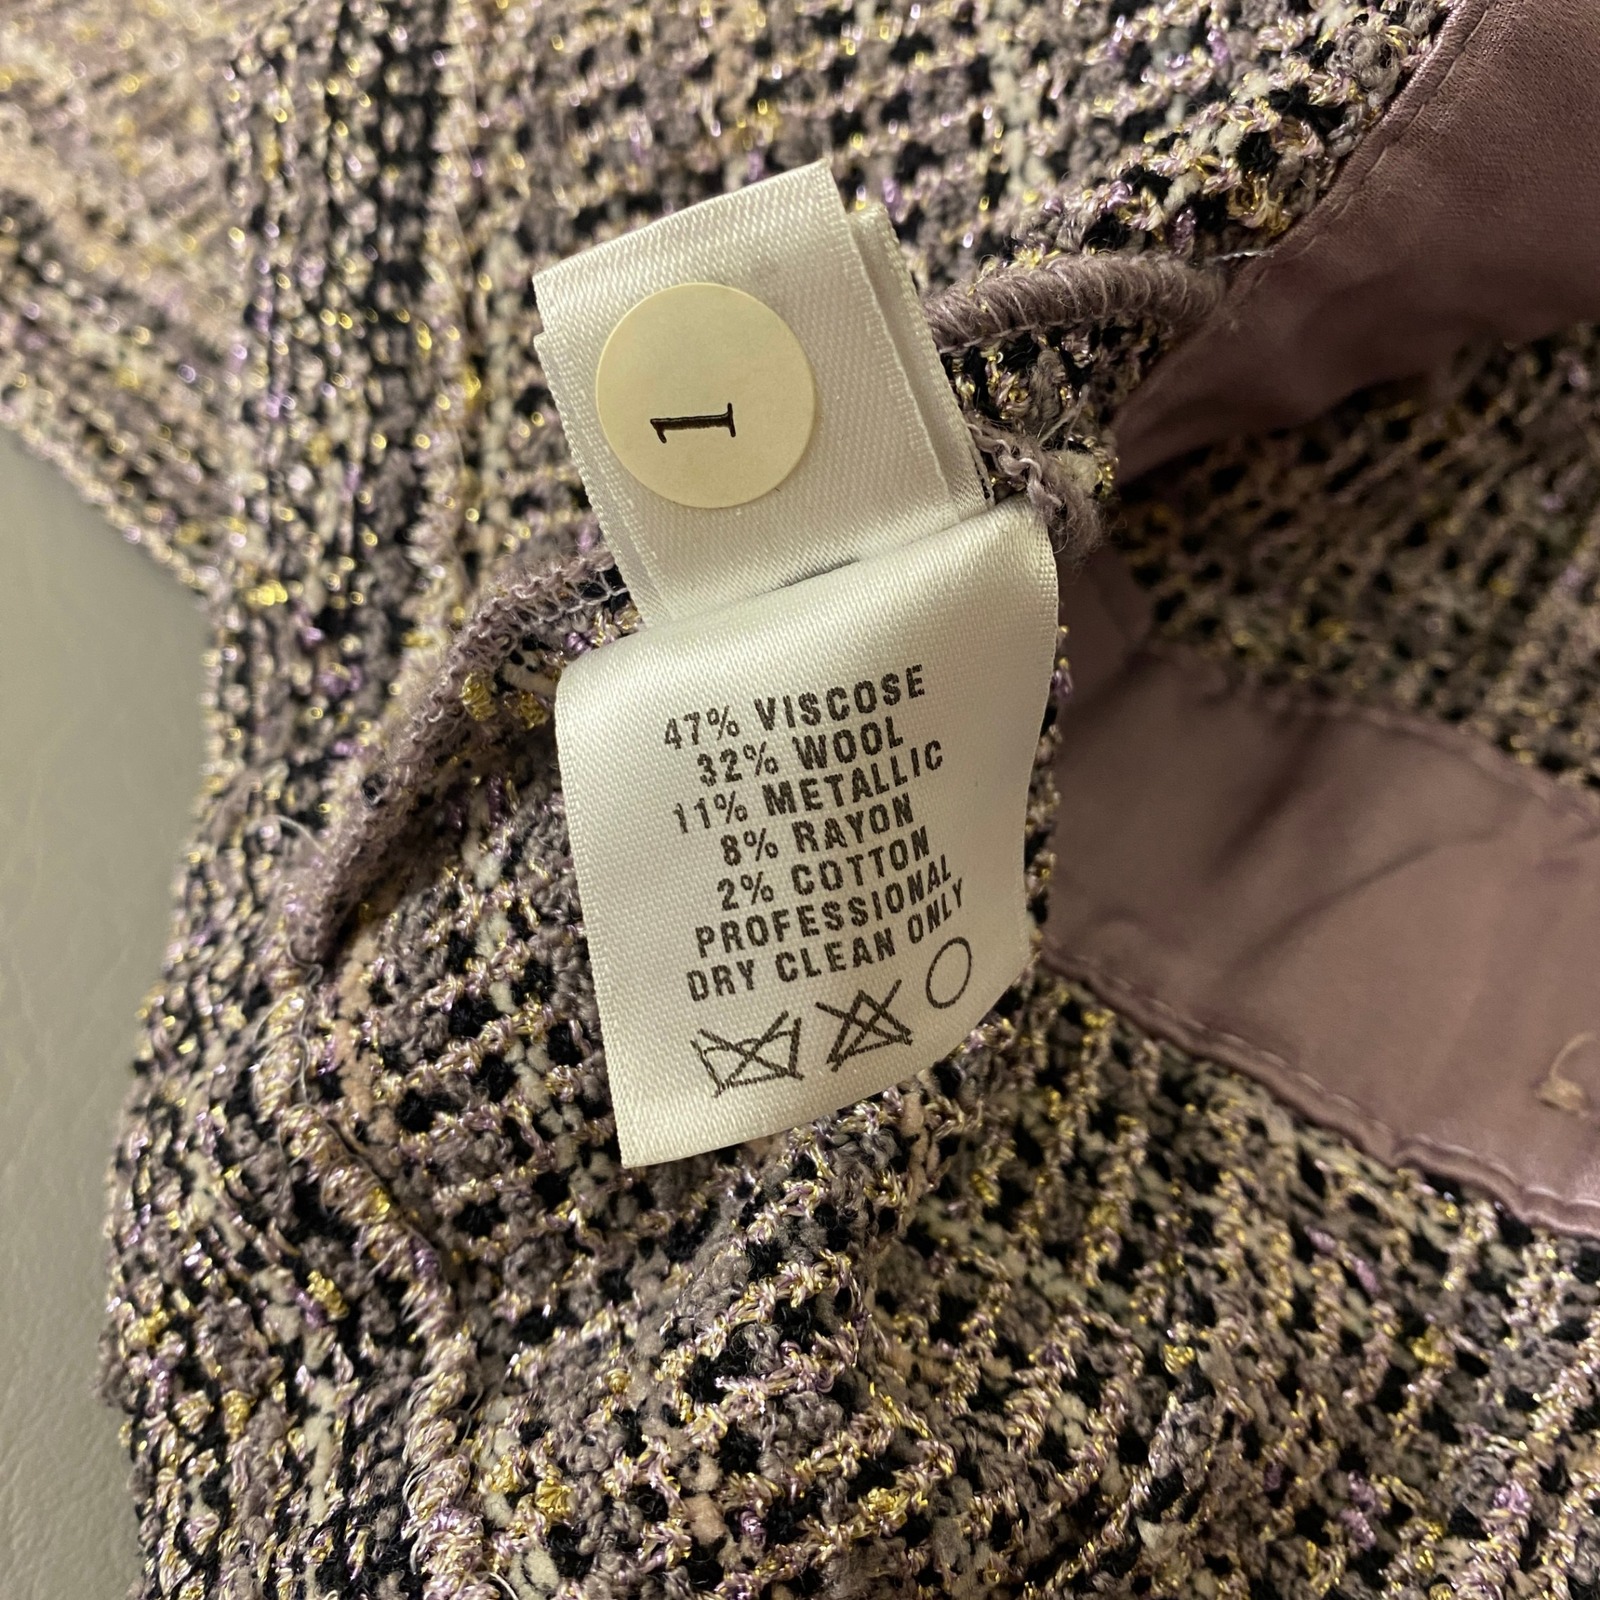 1
47% VISCOSE
32% WOOL
11% METALLIC
8% RAYON
2% COTTON
PROFESSIONAL
DRY CLEAN ONLY